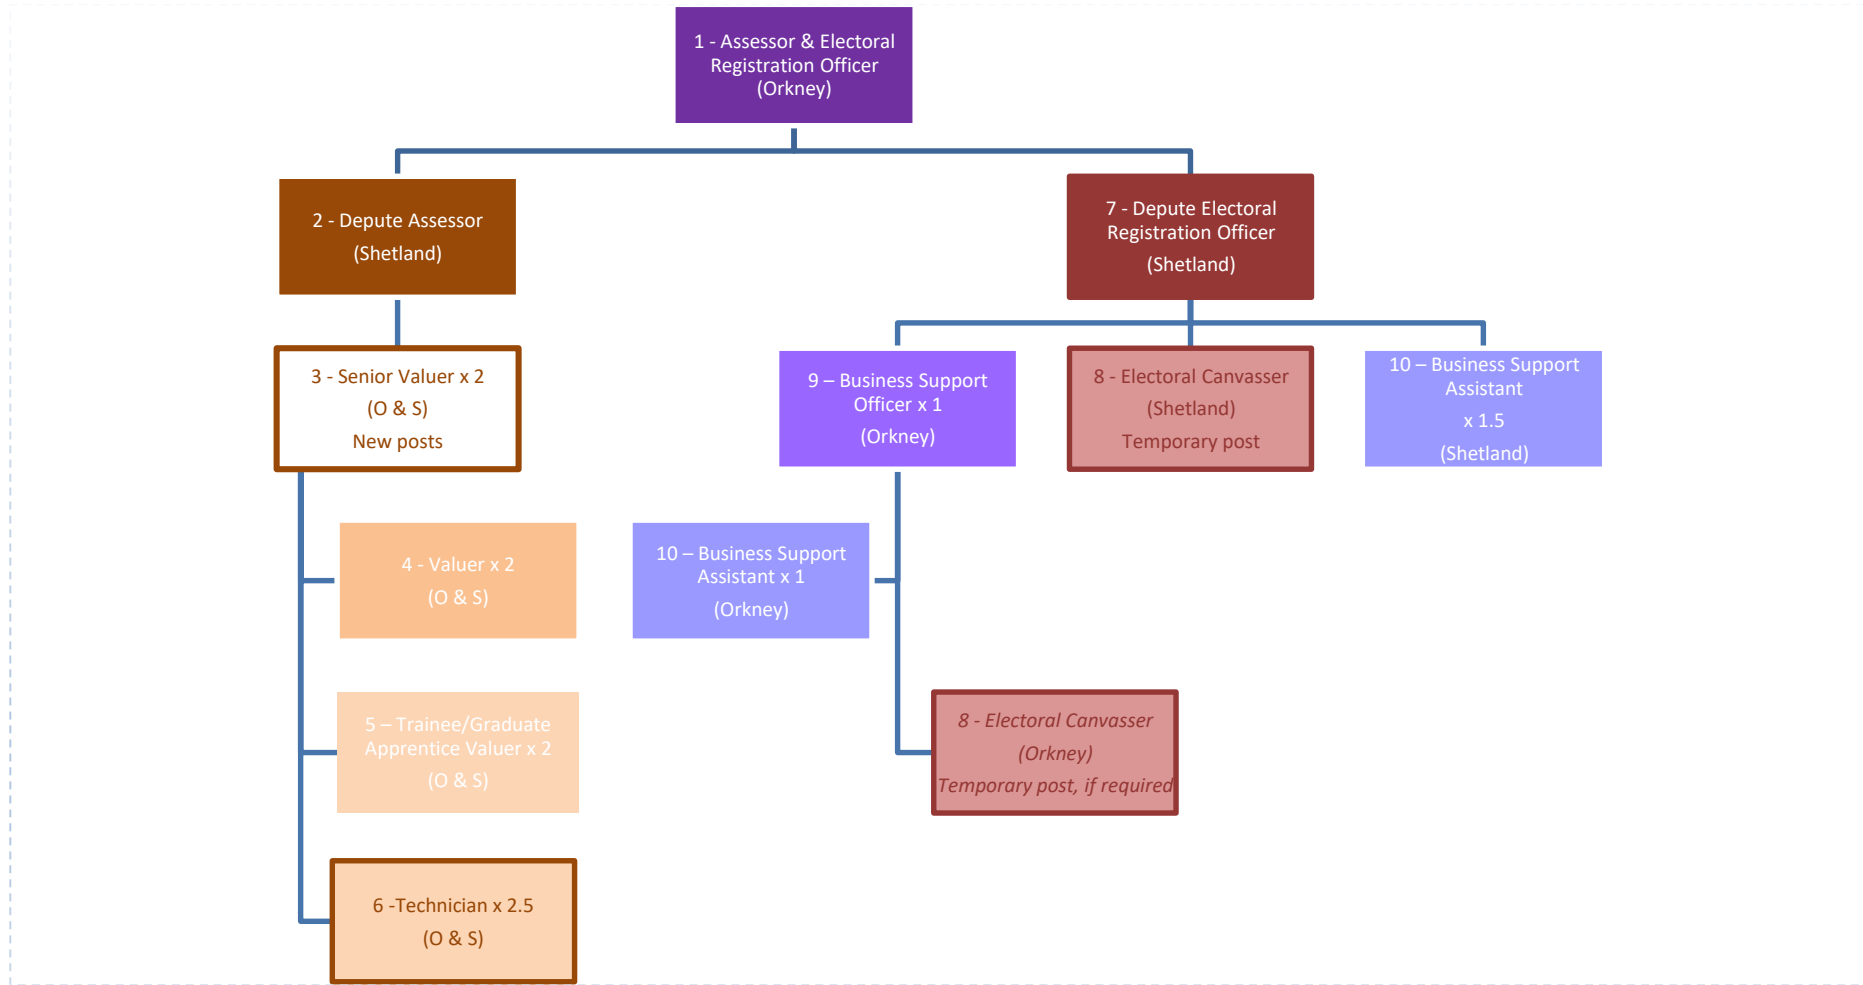 1 - Assessor & Electoral
Registration Officer
(Orkney)
2 - Depute Assessor
(Shetland)
7 - Depute Electoral
Registration Officer
(Shetland)
3 - Senior Valuer x 2
(O & S)
New posts
9 – Business Support
Officer x 1
(Orkney)
8 - Electoral Canvasser
(Shetland)
Temporary post
10 – Business Support
Assistant
x 1.5
(Shetland)
4 - Valuer x 2
(O & S)
10 – Business Support
Assistant x 1
(Orkney)
5 – Trainee/Graduate
Apprentice Valuer x 2
(O & S)
8 - Electoral Canvasser
(Orkney)
Temporary post, if required
6 -Technician x 2.5
(O & S)